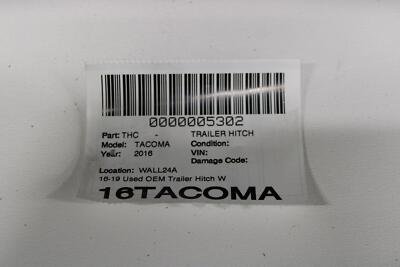 0000005302
Part: THC - TRAILER HITCH
Model: TACOMA Condition:
Year: 2016 VIN:
Damage Code:
Location: WALL24A
16-19 Used OEM Trailer Hitch W
16TACOMA